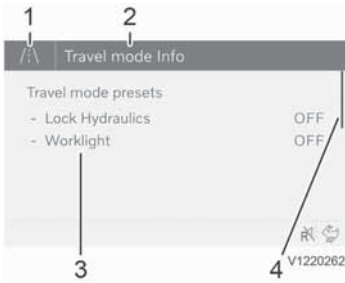 1 2
Travel mode Info
Travel mode presets
- Lock Hydraulics OFF
- Worklight OFF
3 4 V1220262